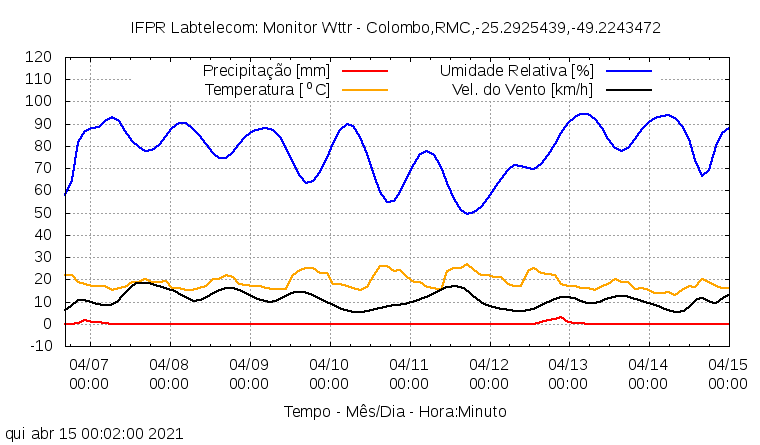 IFPR Labtelecom: Monitor Wttr - Colombo,RMC,-25.2925439,-49.2243472
Precipitação [mm]
Temperatura [⁰C]
Umidade Relativa [%]
Vel. do Vento [km/h]
120
110
100
90
80
70
60
50
40
30
20
10
0
-10
04/07 04/08 04/09 04/10 04/11 04/12 04/13 04/14 04/15
00:00 00:00 00:00 00:00 00:00 00:00 00:00 00:00 00:00
Tempo - Mês/Dia - Hora:Minuto
qui abr 15 00:02:00 2021